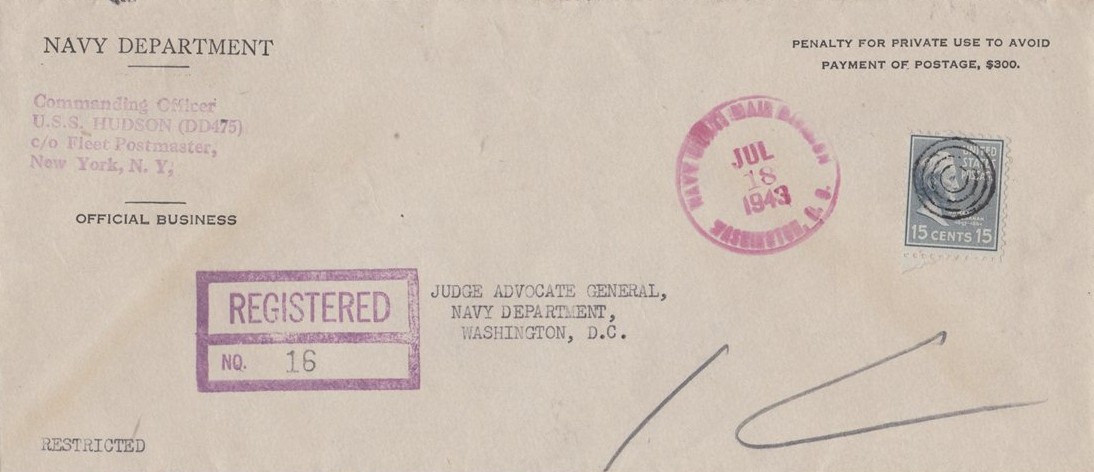 NAVY DEPARTMENT
PENALTY FOR PRIVATE USE TO AVOID
PAYMENT OF POSTAGE, $300.
Commanding Officer
U.S.S. HUDSON (DD475)
c/o Fleet Postmaster,
New York, N. Y,
OFFICIAL BUSINESS
NAVY
JUL
18
1943
UNITED
STATES
POSTAGE
15 CENTS 15
REGISTERED
NO. 16
JUDGE ADVOCATE GENERAL,
NAVY DEPARTMENT,
WASHINGTON, D.C.
RESTRICTED